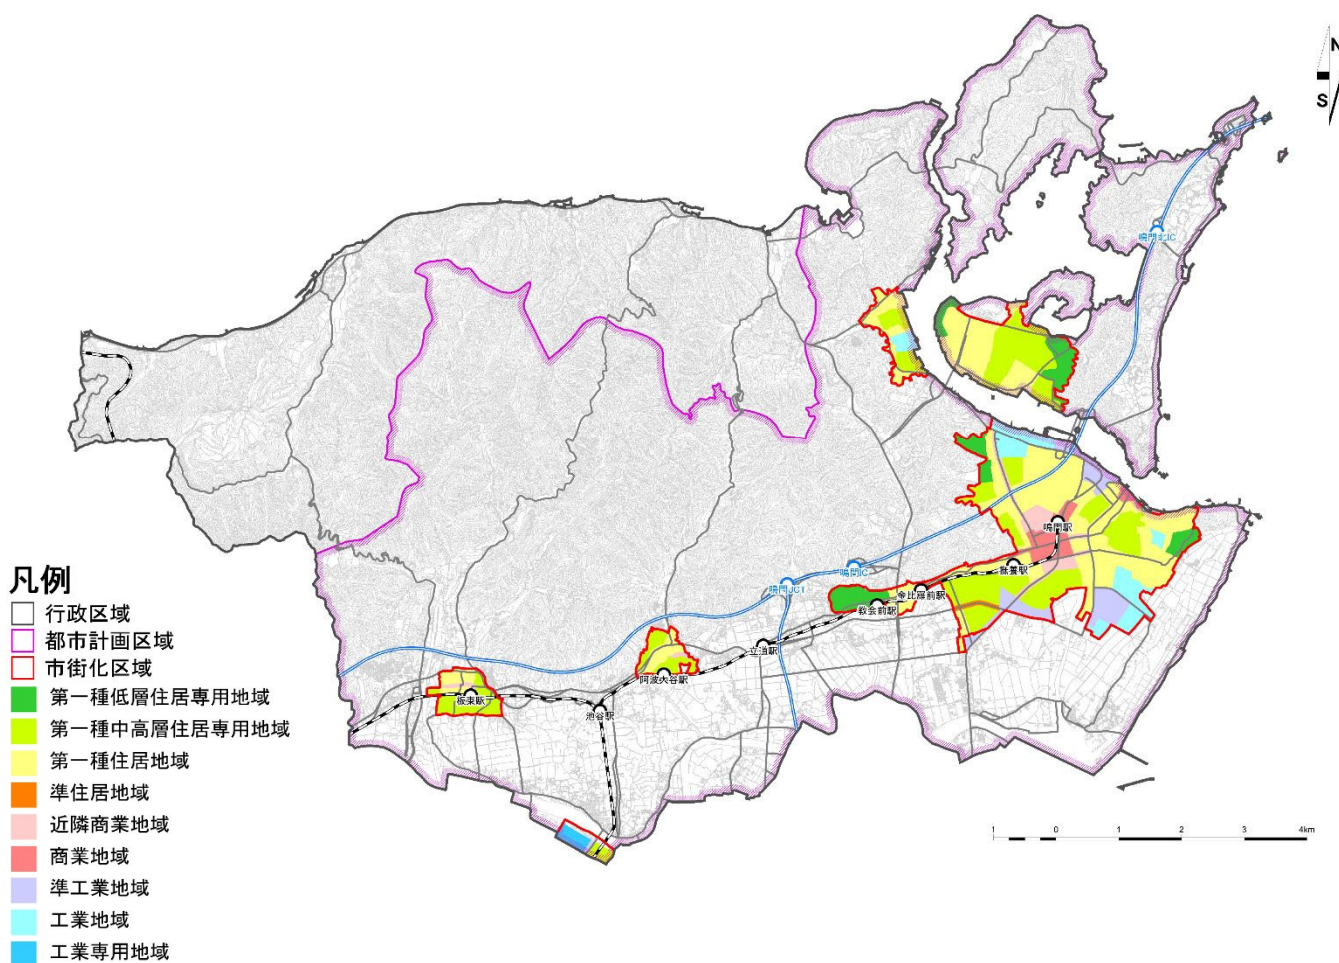 N
S
鳴門北IC
鳴門駅
撫養駅
鳴門IC
鳴門JCT
金比羅前駅
教会前駅
立道駅
阿波大谷駅
板東駅
池谷駅
凡例
行政区域
都市計画区域
市街化区域
第一種低層住居専用地域
第一種中高層住居専用地域
第一種住居地域
準住居地域
近隣商業地域
商業地域
準工業地域
工業地域
工業専用地域
1 0 1 2 3 4km